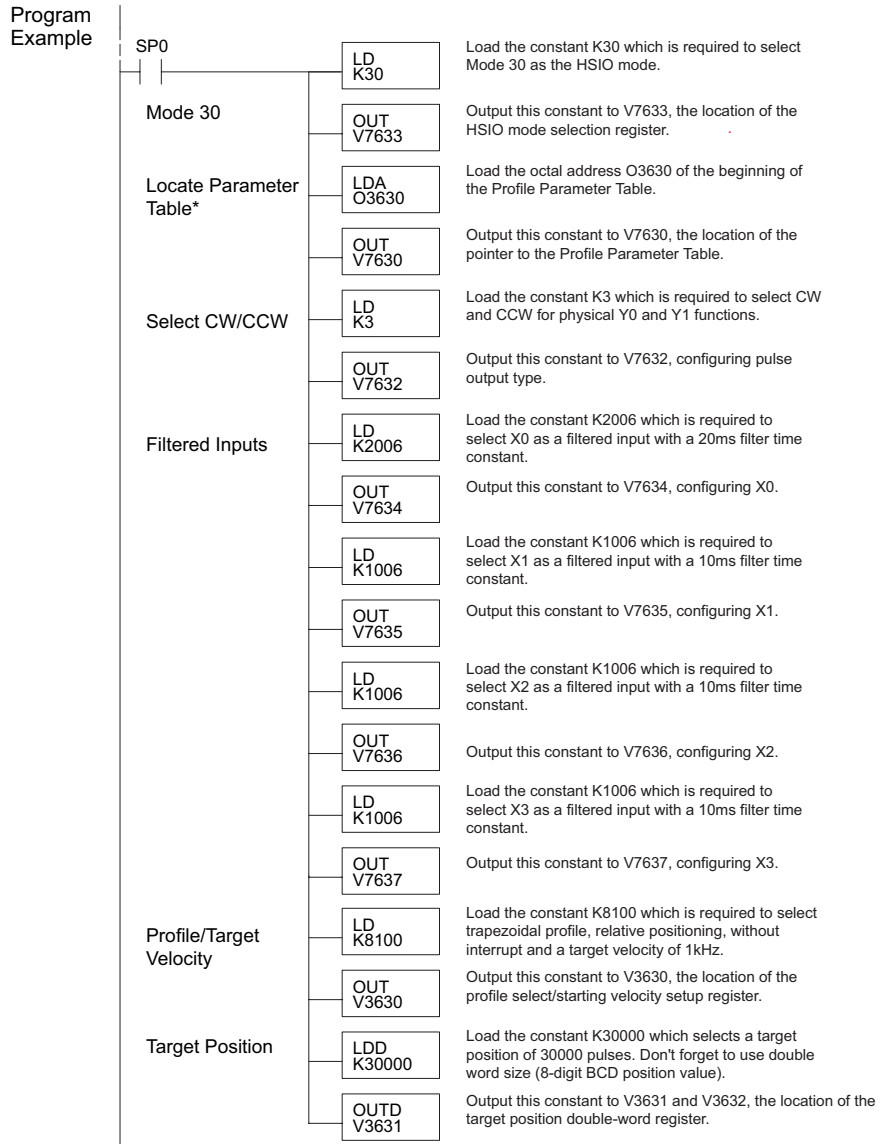 Program
Example
SP0
LD
K30
Load the constant K30 which is required to select
Mode 30 as the HSIO mode.
Mode 30
OUT
V7633
Output this constant to V7633, the location of the
HSIO mode selection register.
Locate Parameter
Table*
LDA
O3630
Load the octal address O3630 of the beginning of
the Profile Parameter Table.
OUT
V7630
Output this constant to V7630, the location of the
pointer to the Profile Parameter Table.
Select CW/CCW
LD
K3
Load the constant K3 which is required to select CW
and CCW for physical Y0 and Y1 functions.
OUT
V7632
Output this constant to V7632, configuring pulse
output type.
Filtered Inputs
LD
K2006
Load the constant K2006 which is required to
select X0 as a filtered input with a 20ms filter time
constant.
OUT
V7634
Output this constant to V7634, configuring X0.
LD
K1006
Load the constant K1006 which is required to
select X1 as a filtered input with a 10ms filter time
constant.
OUT
V7635
Output this constant to V7635, configuring X1.
LD
K1006
Load the constant K1006 which is required to
select X2 as a filtered input with a 10ms filter time
constant.
OUT
V7636
Output this constant to V7636, configuring X2.
LD
K1006
Load the constant K1006 which is required to
select X3 as a filtered input with a 10ms filter time
constant.
OUT
V7637
Output this constant to V7637, configuring X3.
Profile/Target
Velocity
LD
K8100
Load the constant K8100 which is required to select
trapezoidal profile, relative positioning, without
interrupt and a target velocity of 1kHz.
OUT
V3630
Output this constant to V3630, the location of the
profile select/starting velocity setup register.
Target Position
LDD
K30000
Load the constant K30000 which selects a target
position of 30000 pulses. Don't forget to use double
word size (8-digit BCD position value).
OUTD
V3631
Output this constant to V3631 and V3632, the location of the
target position double-word register.